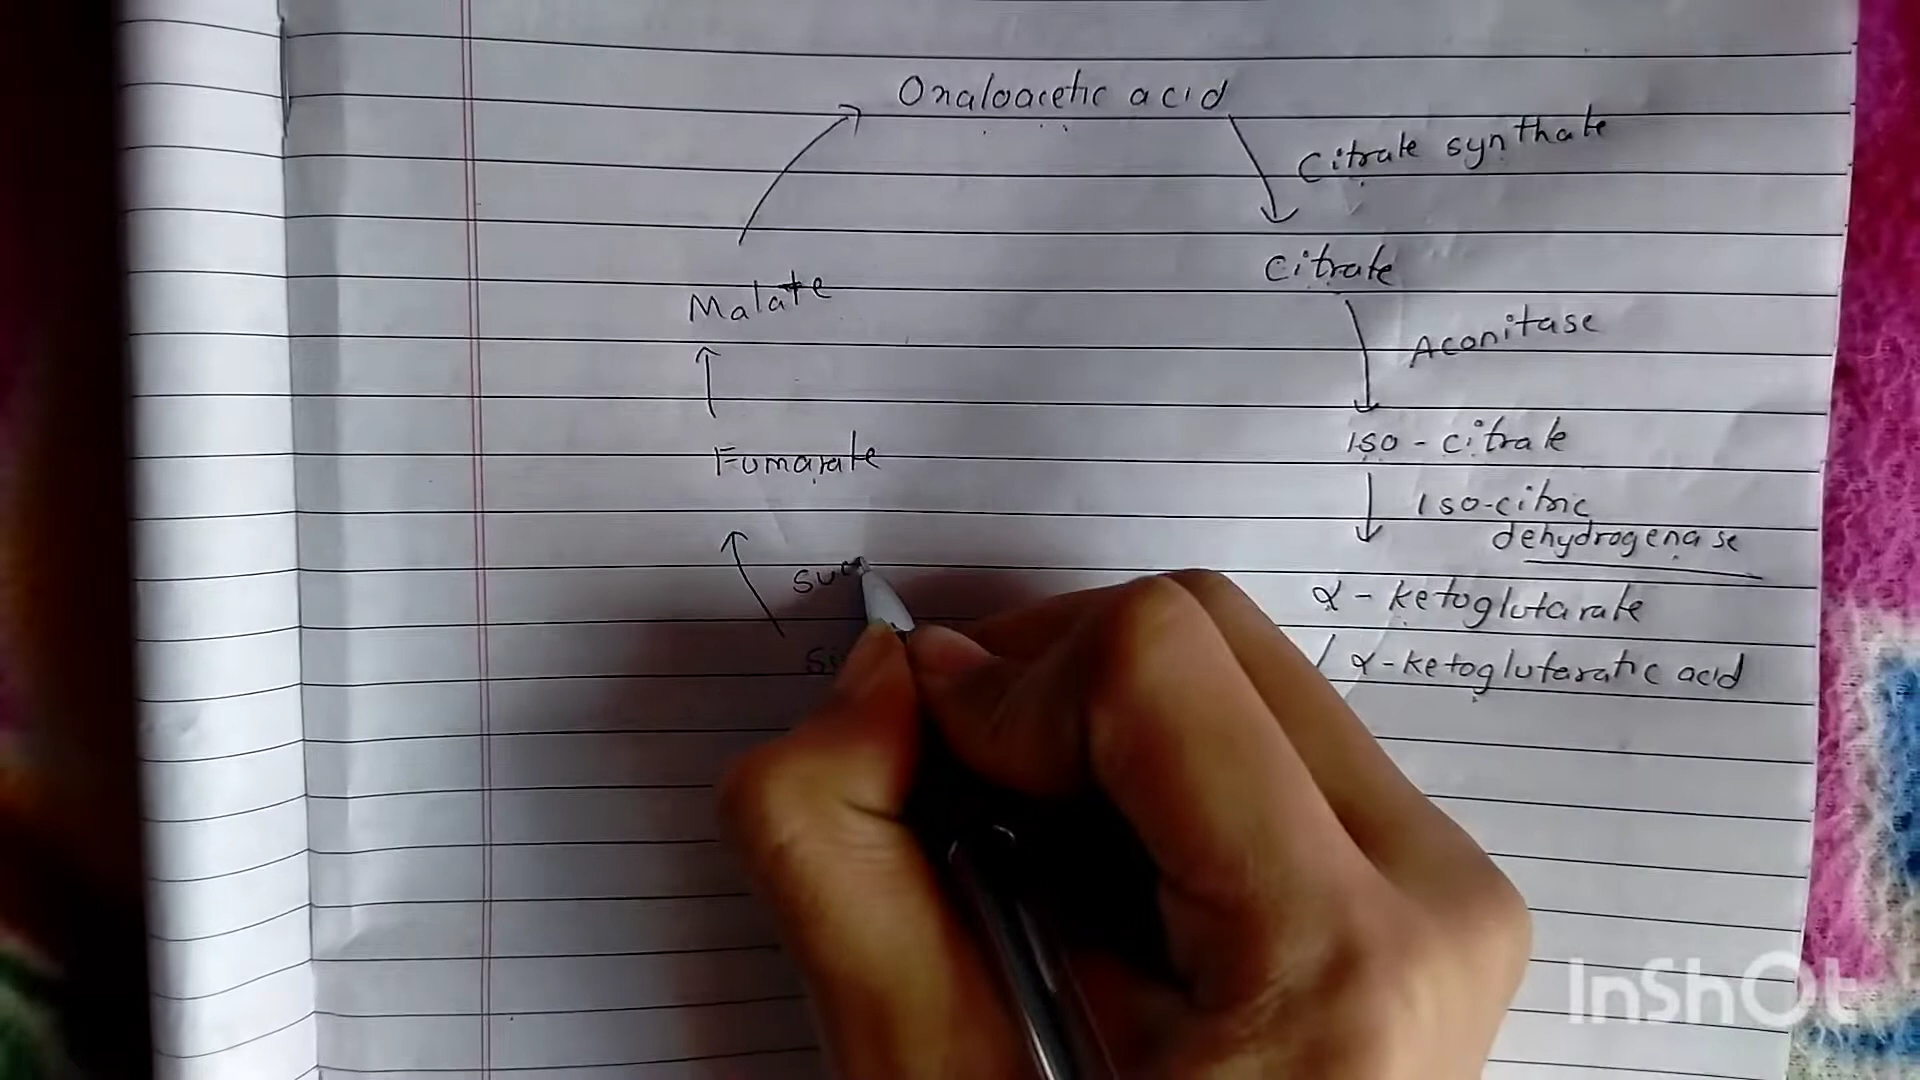 Oxaloacetic acid
Citrate synthate
Citrate
Malate
Aconitase
Iso-citrate
Fumarate
Iso-citric
dehydrogenase
α-ketoglutarate
α-ketoglutaratic acid
InShOt